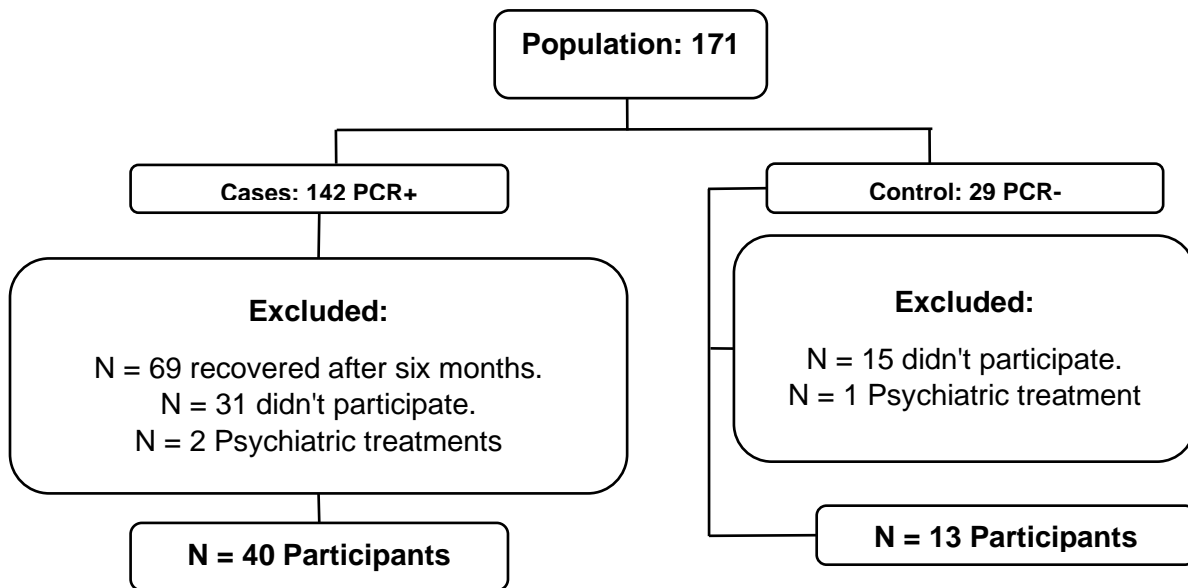 Population: 171
Cases: 142 PCR+
Control: 29 PCR-
Excluded:
N = 69 recovered after six months.
N = 31 didn't participate.
N = 2 Psychiatric treatments
Excluded:
N = 15 didn't participate.
N = 1 Psychiatric treatment
N = 40 Participants
N = 13 Participants